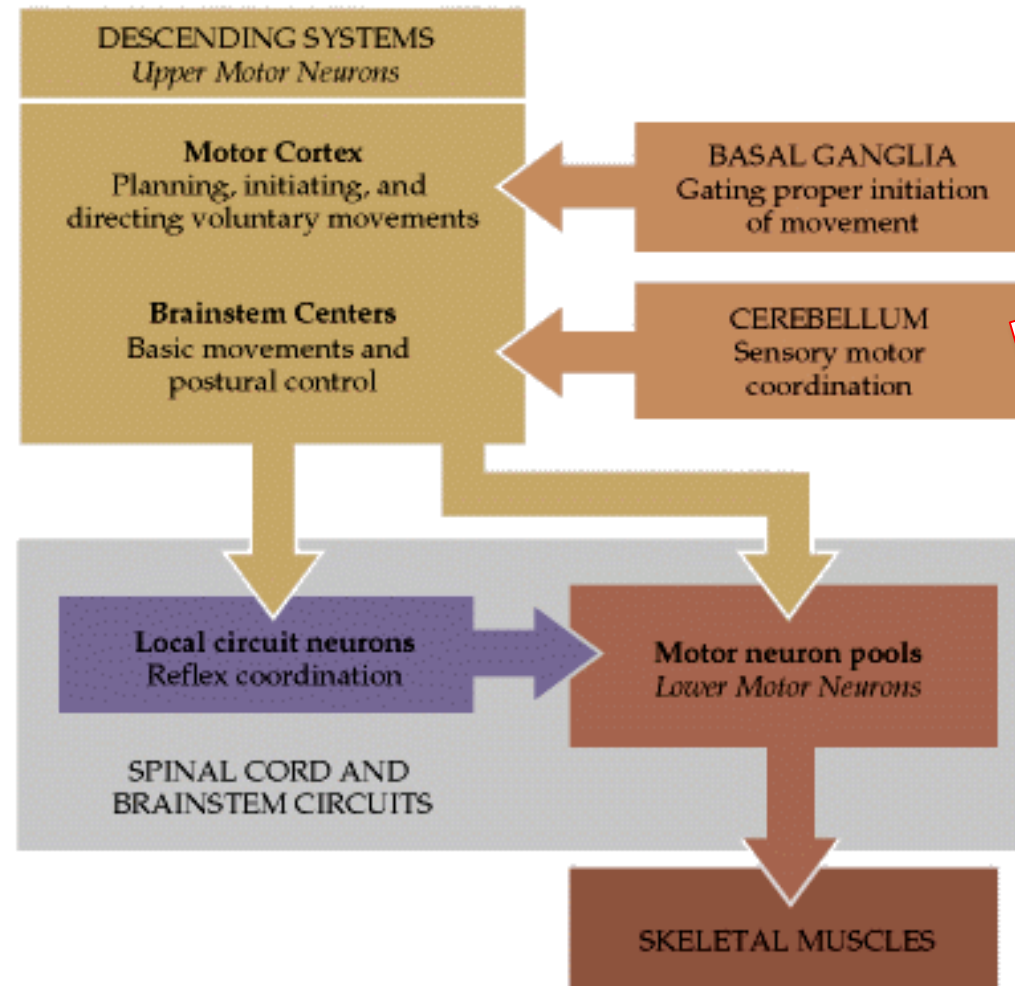 DESCENDING SYSTEMS
Upper Motor Neurons
Motor Cortex
Planning, initiating, and
directing voluntary movements
Brainstem Centers
Basic movements and
postural control
BASAL GANGLIA
Gating proper initiation
of movement
CEREBELLUM
Sensory motor
coordination
Local circuit neurons
Reflex coordination
SPINAL CORD AND
BRAINSTEM CIRCUITS
Motor neuron pools
Lower Motor Neurons
SKELETAL MUSCLES